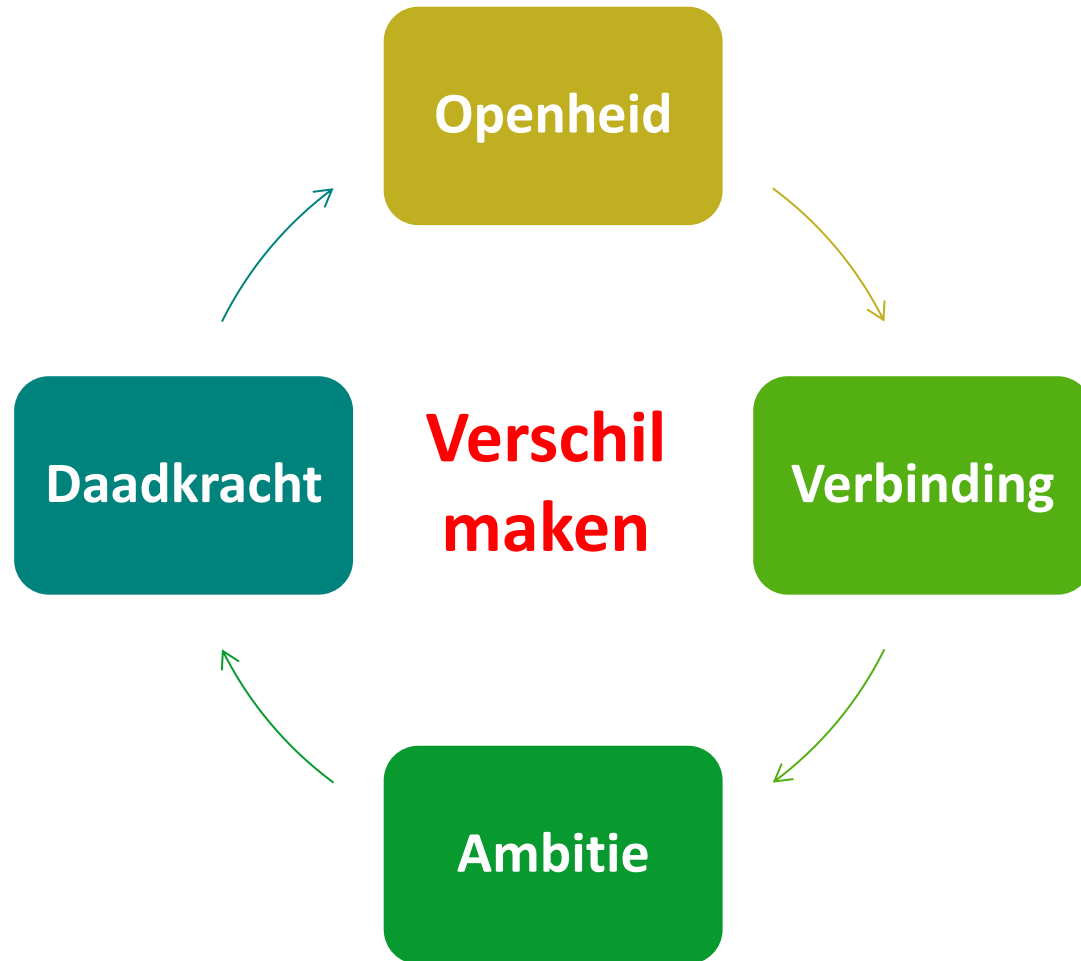 Openheid
Daadkracht
Verschil
maken
Verbinding
Ambitie